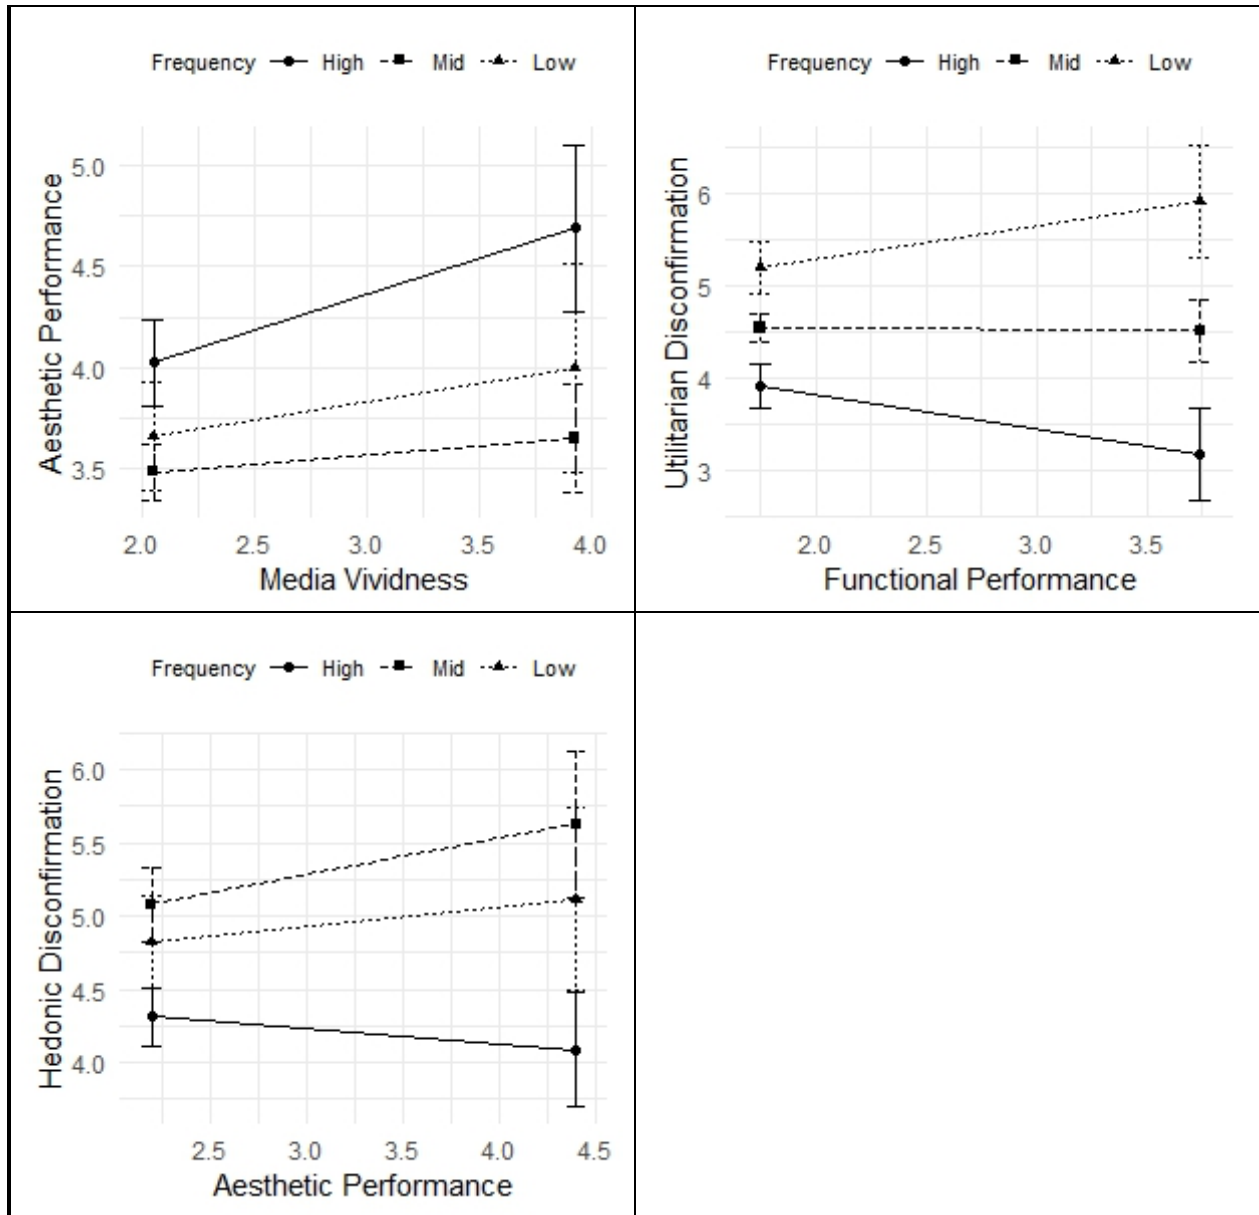 Frequency High Mid Low
Aesthetic Performance
5.0
4.5
4.0
3.5
2.0 2.5 3.0 3.5 4.0
Media Vividness
Frequency High Mid Low
Utilitarian Disconfirmation
6
5
4
3
2.0 2.5 3.0 3.5
Functional Performance
Frequency High Mid Low
Hedonic Disconfirmation
6.0
5.5
5.0
4.5
4.0
2.5 3.0 3.5 4.0 4.5
Aesthetic Performance